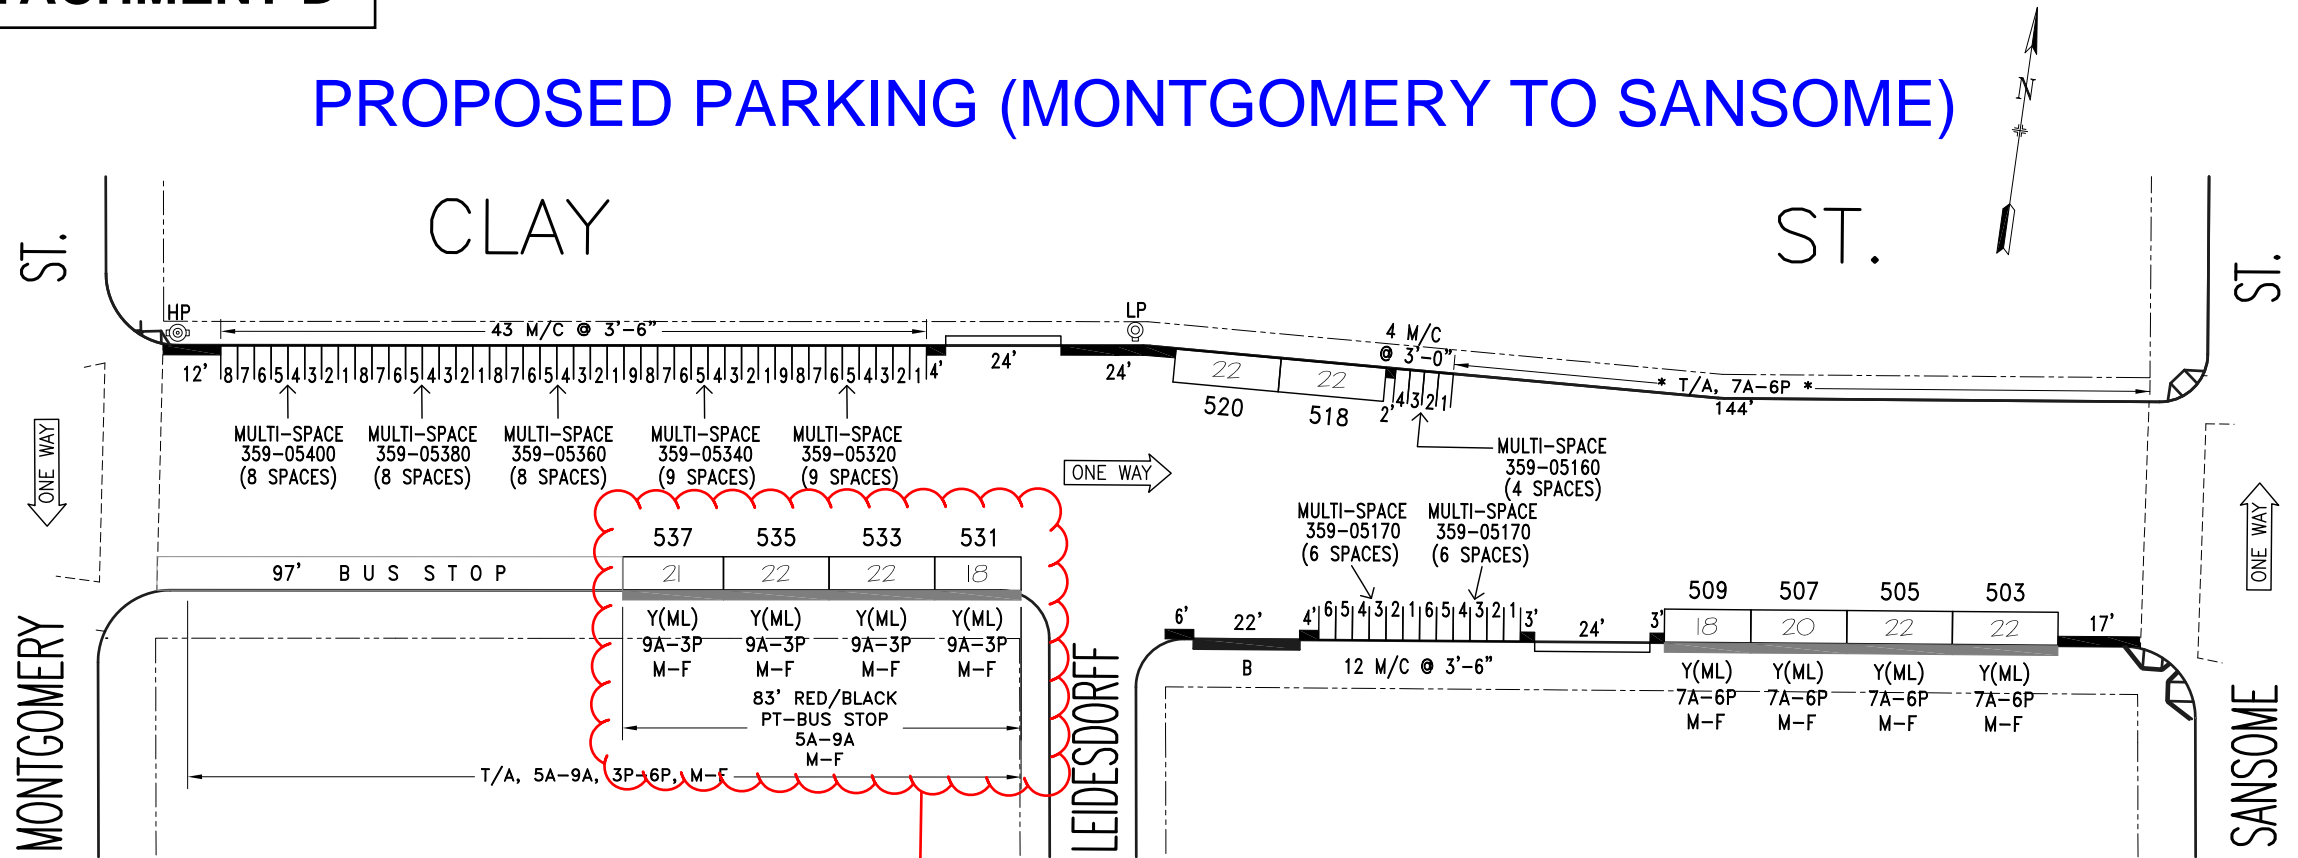 PROPOSED PARKING (MONTGOMERY TO SANSOME)
N
CLAY
ST.
ST.
ST.
HP
43 M/C @ 3'-6"
LP
4 M/C
@ 3'-0"
12'
8 7 6 5 4 3 2 1 8 7 6 5 4 3 2 1 8 7 6 5 4 3 2 1 9 8 7 6 5 4 3 2 1 9 8 7 6 5 4 3 2 1
4'
24'
24'
22
22
520
518
2'
4 3 2 1
* T/A, 7A-6P *
144'
MULTI-SPACE
359-05400
(8 SPACES)
MULTI-SPACE
359-05380
(8 SPACES)
MULTI-SPACE
359-05360
(8 SPACES)
MULTI-SPACE
359-05340
(9 SPACES)
MULTI-SPACE
359-05320
(9 SPACES)
MULTI-SPACE
359-05160
(4 SPACES)
ONE WAY
ONE WAY
ONE WAY
MULTI-SPACE
359-05170
(6 SPACES)
MULTI-SPACE
359-05170
(6 SPACES)
97' BUS STOP
537 535 533 531
21 22 22 18
Y(ML)
9A-3P
M-F
Y(ML)
9A-3P
M-F
Y(ML)
9A-3P
M-F
Y(ML)
9A-3P
M-F
83' RED/BLACK
PT-BUS STOP
5A-9A
M-F
T/A, 5A-9A, 3P-6P, M-F
6'
22'
B
4'
6 5 4 3 2 1 6 5 4 3 2 1
3'
12 M/C @ 3'-6"
24'
3'
509 507 505 503
18 20 22 22
17'
Y(ML)
7A-6P
M-F
Y(ML)
7A-6P
M-F
Y(ML)
7A-6P
M-F
Y(ML)
7A-6P
M-F
MONTGOMERY
LEIDESDORFF
SANSOME